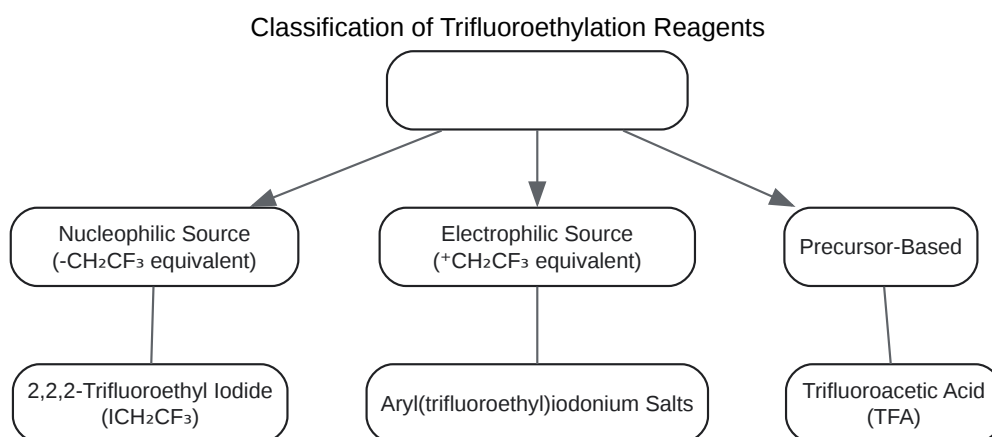 Classification of Trifluoroethylation Reagents
Nucleophilic Source
(-CH₂CF₃ equivalent)
Electrophilic Source
(⁺CH₂CF₃ equivalent)
Precursor-Based
2,2,2-Trifluoroethyl Iodide
(ICH₂CF₃)
Aryl(trifluoroethyl)iodonium Salts
Trifluoroacetic Acid
(TFA)